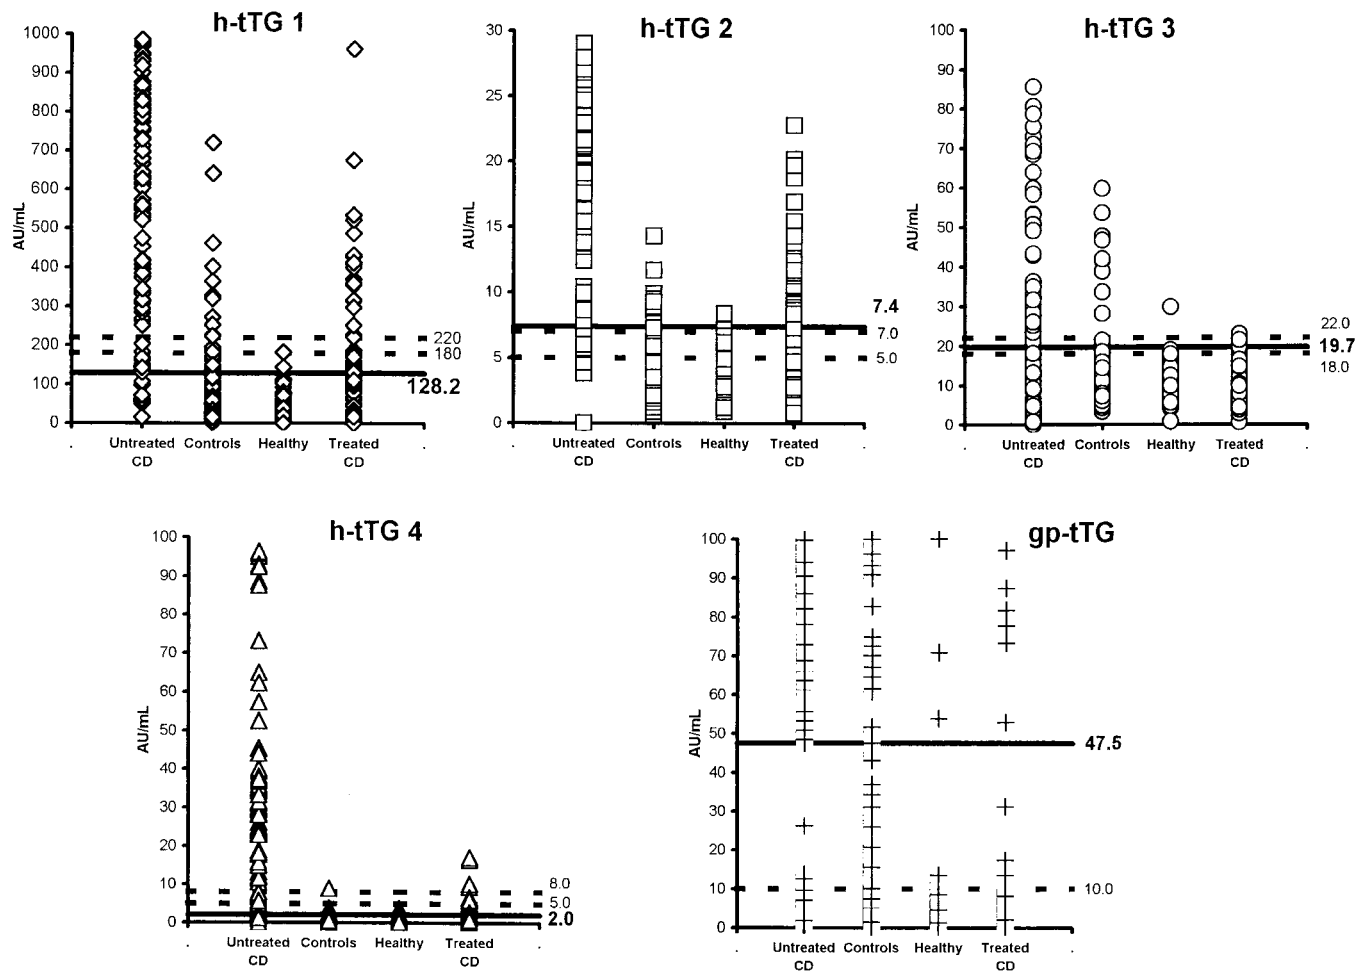 h-tTG 1
1000
900
800
700
600
500
400
300
200
100
0
AU/mL
220
180
128.2
Untreated CD
Controls
Healthy
Treated CD
h-tTG 2
30
25
20
15
10
5
0
AU/mL
7.4
7.0
5.0
Untreated CD
Controls
Healthy
Treated CD
h-tTG 3
100
90
80
70
60
50
40
30
20
10
0
AU/mL
22.0
19.7
18.0
Untreated CD
Controls
Healthy
Treated CD
h-tTG 4
100
90
80
70
60
50
40
30
20
10
0
AU/mL
8.0
5.0
2.0
Untreated CD
Controls
Healthy
Treated CD
gp-tTG
100
90
80
70
60
50
40
30
20
10
0
AU/mL
47.5
10.0
Untreated CD
Controls
Healthy
Treated CD